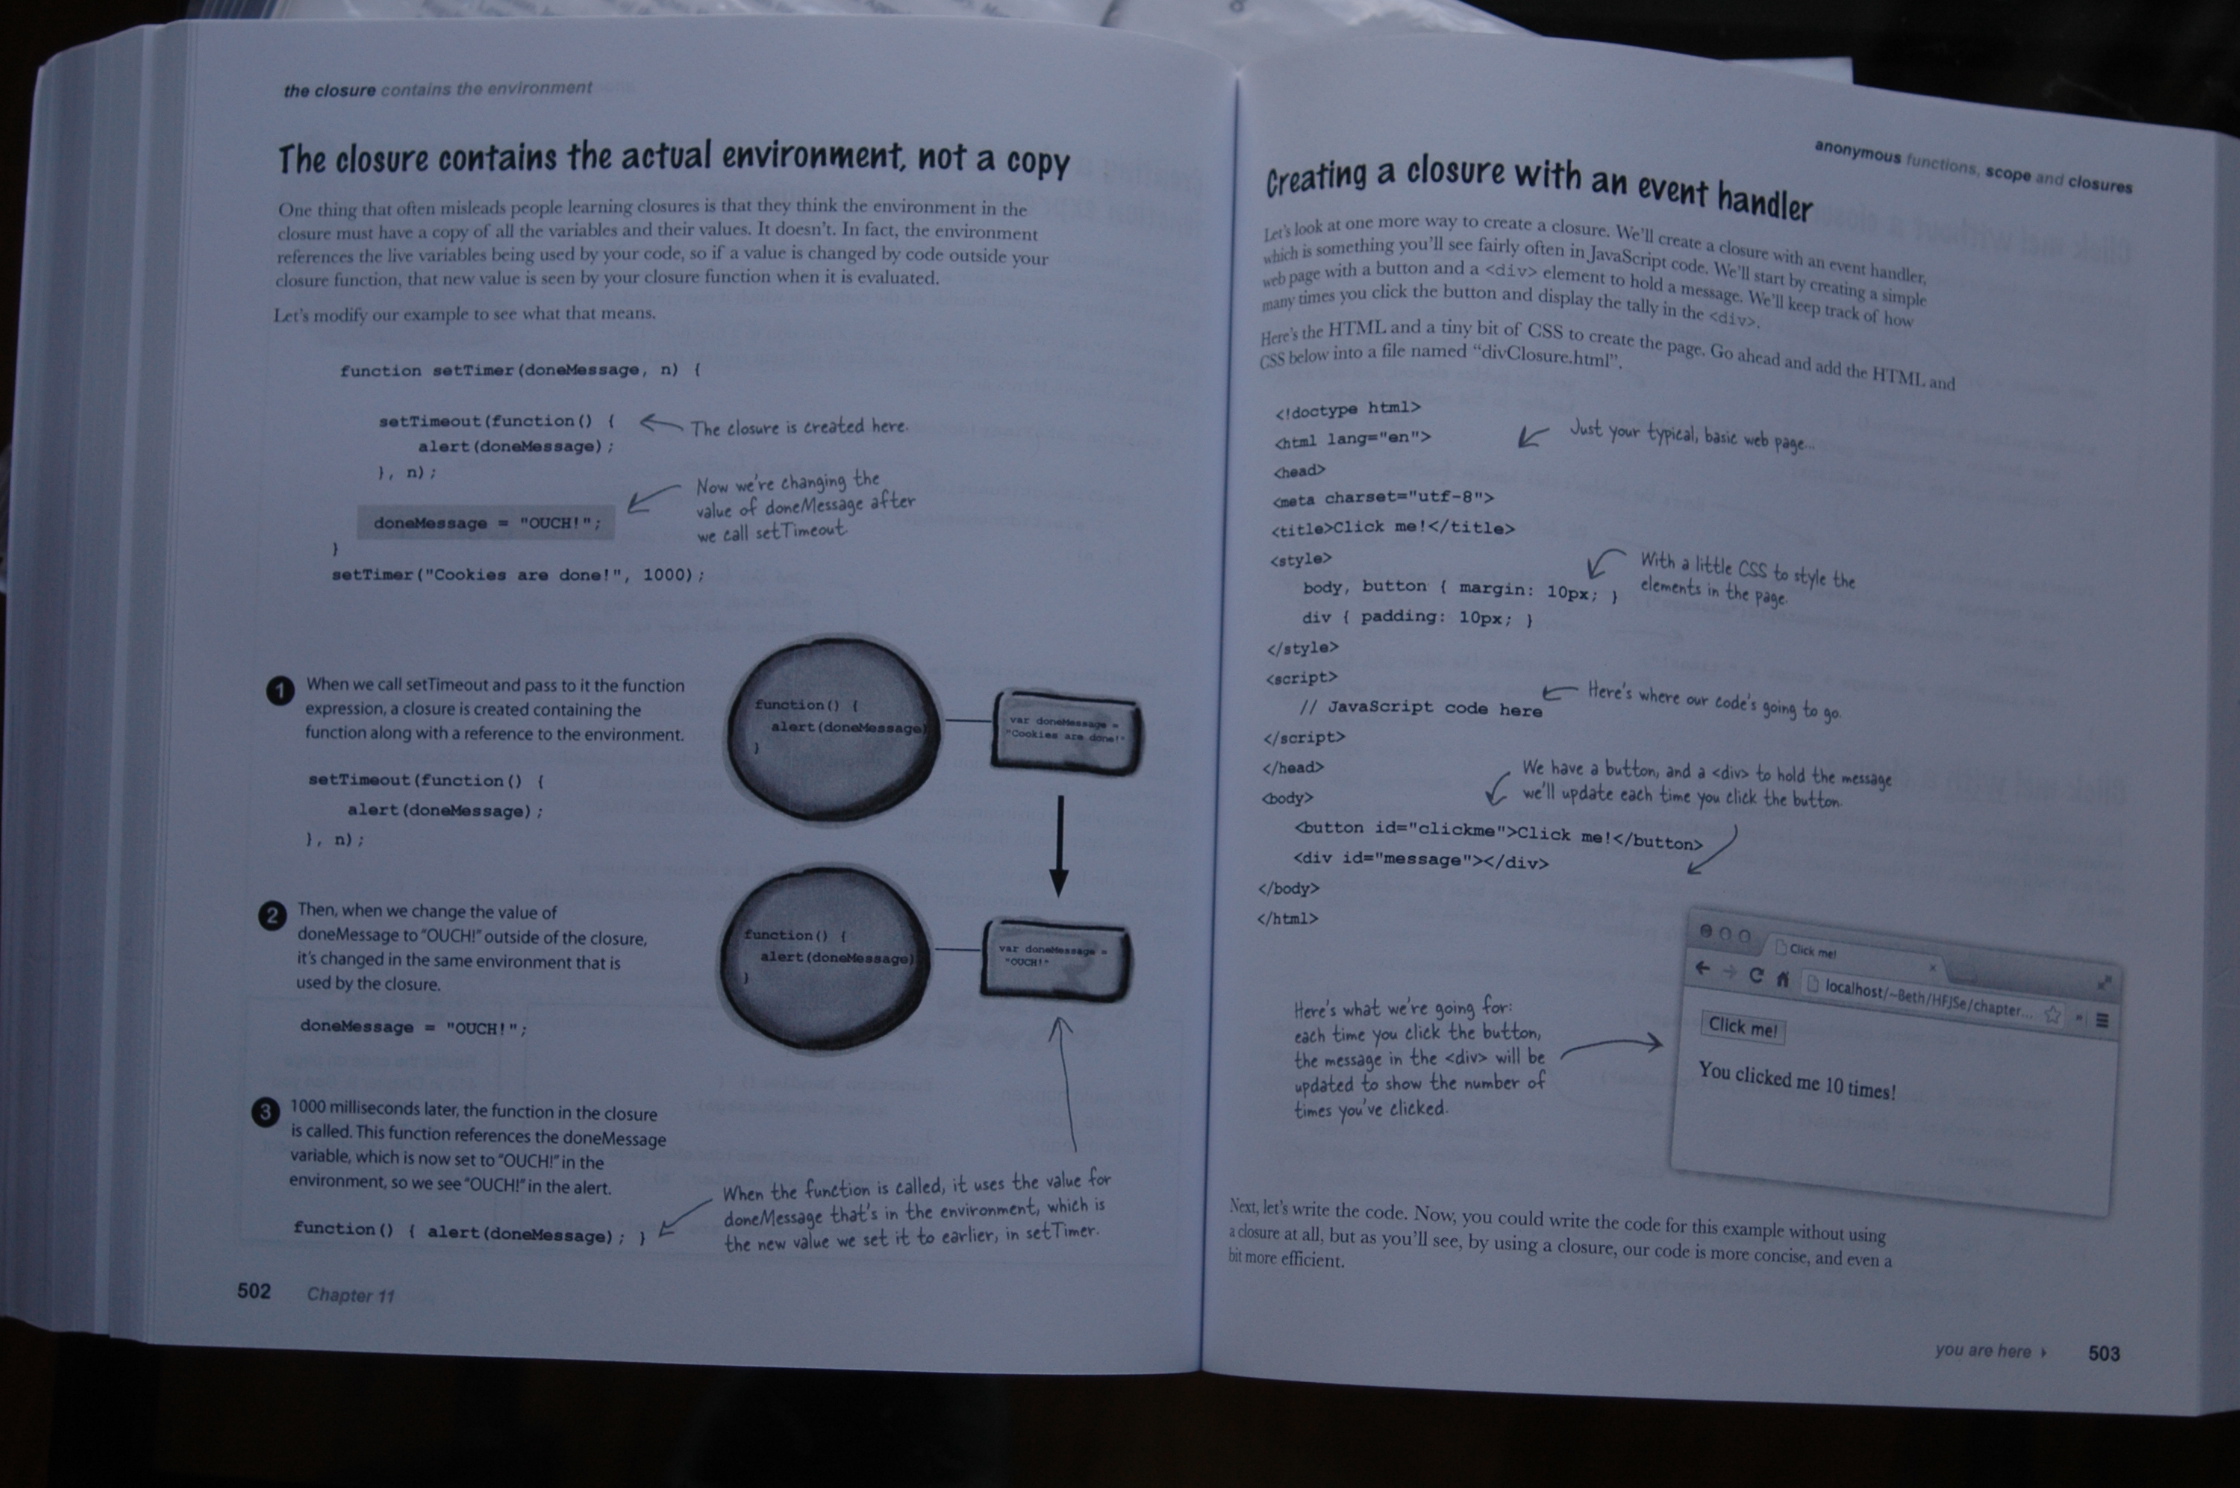 the closure contains the environment
The closure contains the actual environment, not a copy
One thing that often misleads people learning closures is that they think the environment in the
closure must have a copy of all the variables and their values. It doesn't. In fact, the environment
references the live variables being used by your code, so if a value is changed by code outside your
closure function, that new value is seen by your closure function when it is evaluated.
Let's modify our example to see what that means.
function setTimer(doneMessage, n) {
setTimeout(function() {
The closure is created here.
alert(doneMessage);
}, n);
Now we're changing the
value of doneMessage after
we call setTimeout.
doneMessage = "OUCH!";
}
setTimer("Cookies are done!", 1000);
1 When we call setTimeout and pass to it the function
expression, a closure is created containing the
function along with a reference to the environment.
setTimeout(function() {
alert(doneMessage);
}, n);
function() {
alert(doneMessage)
}
var doneMessage =
"Cookies are done!"
2 Then, when we change the value of
doneMessage to "OUCH!" outside of the closure,
it's changed in the same environment that is
used by the closure.
doneMessage = "OUCH!";
function() {
alert(doneMessage)
}
var doneMessage =
"OUCH!"
3 1000 milliseconds later, the function in the closure
is called. This function references the doneMessage
variable, which is now set to "OUCH!" in the
environment, so we see "OUCH!" in the alert.
function() { alert(doneMessage); }
When the function is called, it uses the value for
doneMessage that's in the environment, which is
the new value we set it to earlier, in setTimer.
502 Chapter 11
anonymous functions, scope and closures
Creating a closure with an event handler
Let's look at one more way to create a closure. We'll create a closure with an event handler,
which is something you'll see fairly often in JavaScript code. We'll start by creating a simple
web page with a button and a <div> element to hold a message. We'll keep track of how
many times you click the button and display the tally in the <div>.
Here's the HTML and a tiny bit of CSS to create the page. Go ahead and add the HTML and
CSS below into a file named "divClosure.html".
<!doctype html>
<html lang="en">
Just your typical, basic web page...
<head>
<meta charset="utf-8">
<title>Click me!</title>
<style>
With a little CSS to style the
elements in the page.
body, button { margin: 10px; }
div { padding: 10px; }
</style>
<script>
Here's where our code's going to go.
// JavaScript code here
</script>
</head>
We have a button, and a <div> to hold the message
we'll update each time you click the button.
<body>
<button id="clickme">Click me!</button>
<div id="message"></div>
</body>
</html>
Here's what we're going for:
each time you click the button,
the message in the <div> will be
updated to show the number of
times you've clicked.
Click me!
localhost/~Beth/HFJSe/chapter...
Click me!
You clicked me 10 times!
Next, let's write the code. Now, you could write the code for this example without using
a closure at all, but as you'll see, by using a closure, our code is more concise, and even a
bit more efficient.
you are here 503